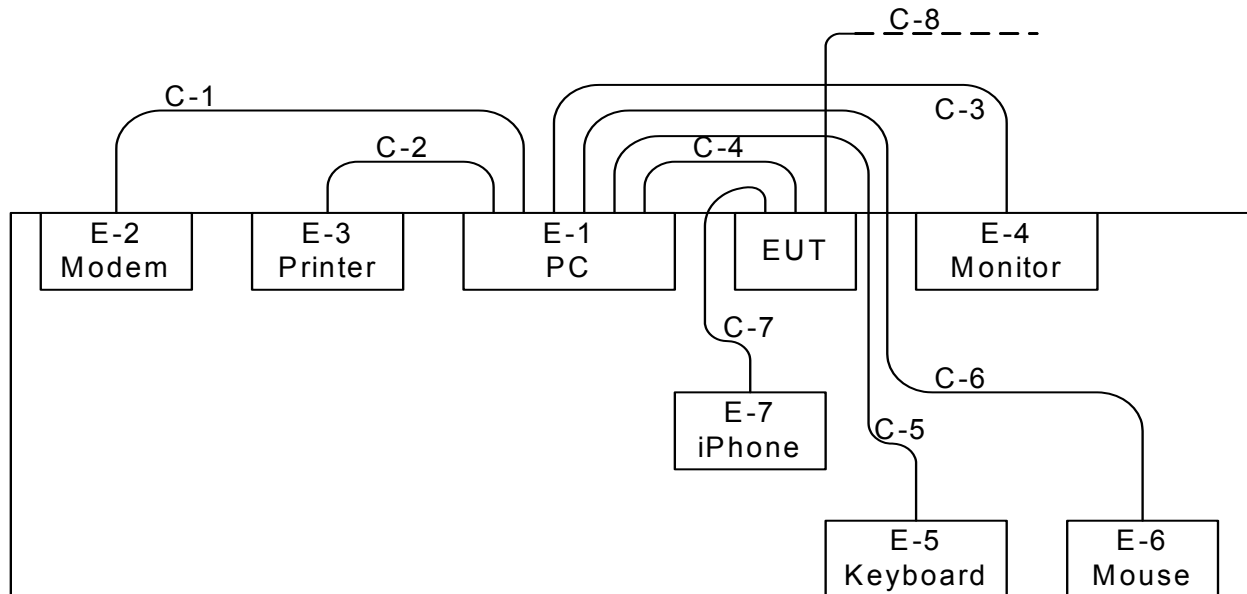 C-8
C-1
C-3
C-2
C-4
E-2
Modem
E-3
Printer
E-1
PC
EUT
E-4
Monitor
C-7
C-6
E-7
iPhone
C-5
E-5
Keyboard
E-6
Mouse